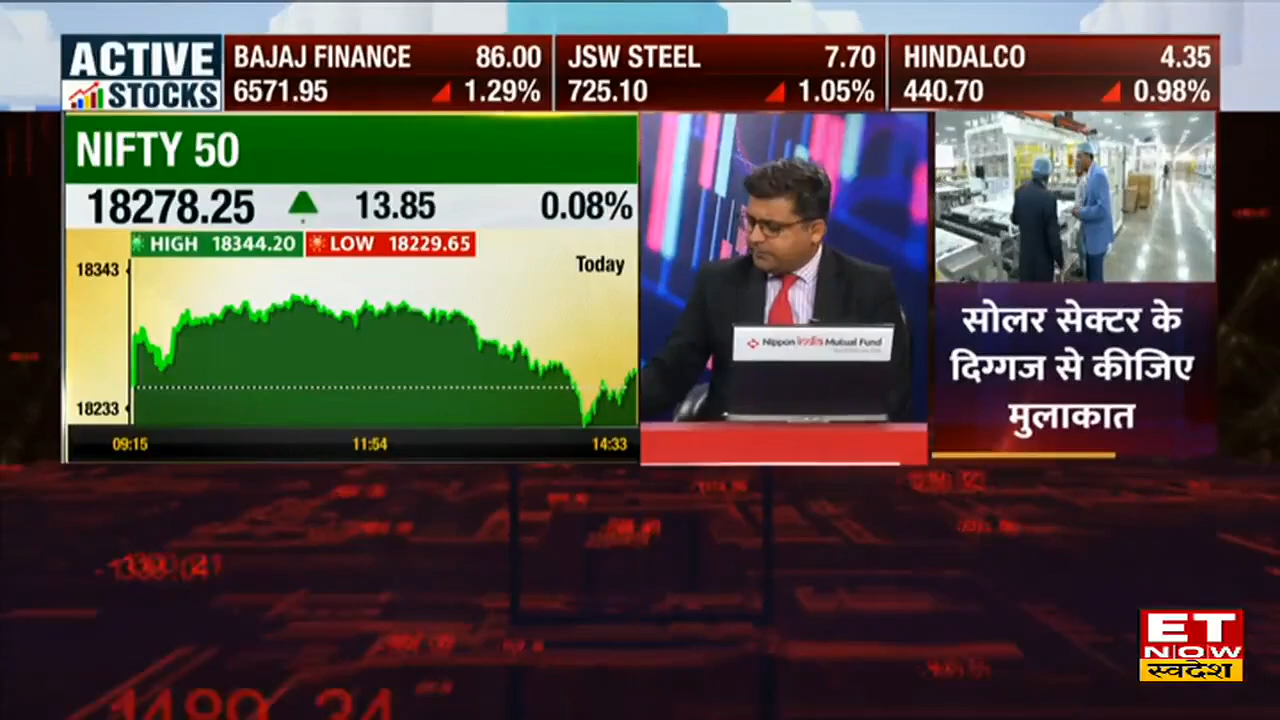 ACTIVE STOCKS
BAJAJ FINANCE 86.00
6571.95 1.29%
JSW STEEL 7.70
725.10 1.05%
HINDALCO 4.35
440.70 0.98%
NIFTY 50
18278.25 13.85 0.08%
HIGH 18344.20 LOW 18229.65
Today
18343
18233
09:15 11:54 14:33
Nippon india Mutual Fund
सोलर सेक्टर के
दिग्गज से कीजिए
मुलाकात
ET
NOW
स्वदेश